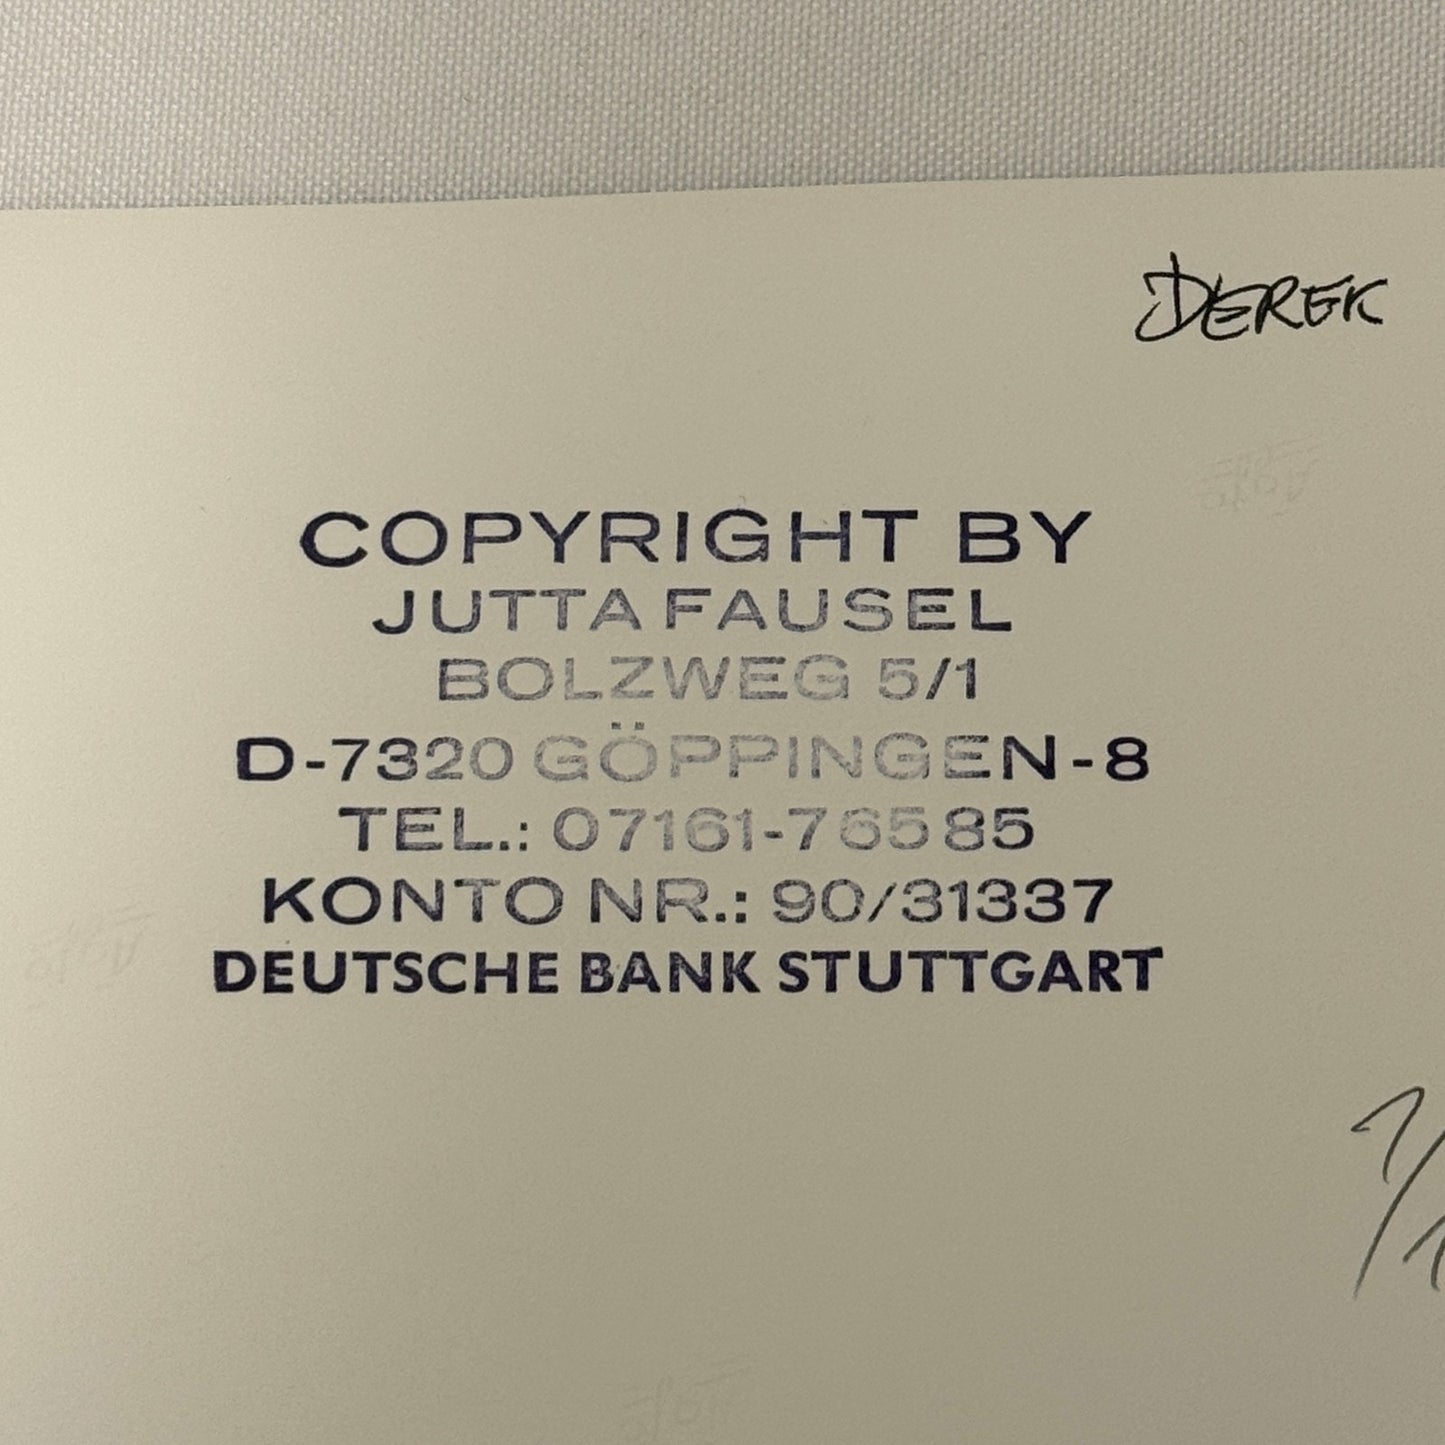 DEREK
COPYRIGHT BY
JUTTA FAUSEL
BOLZWEG 5/1
D-7320 GÖPPINGEN-8
TEL.: 07161-76585
KONTO NR.: 90/31337
DEUTSCHE BANK STUTTGART